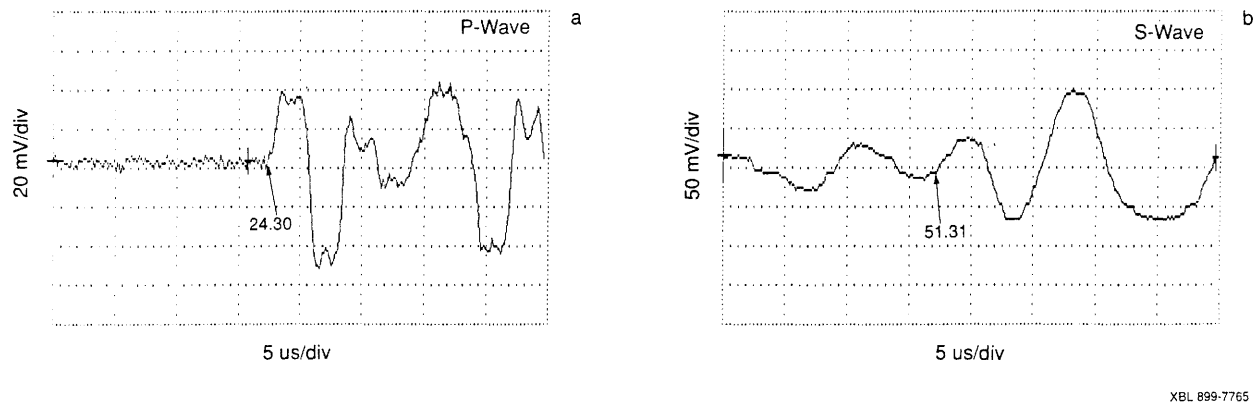 P-Wave
a
20 mV/div
24.30
5 us/div
S-Wave
b
50 mV/div
51.31
5 us/div
XBL 899-7765